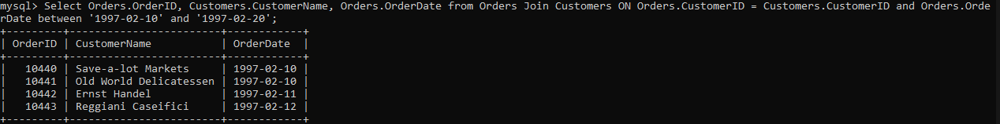 mysql> Select Orders.OrderID, Customers.CustomerName, Orders.OrderDate from Orders Join Customers ON Orders.CustomerID = Customers.CustomerID and Orders.Orde
rDate between '1997-02-10' and '1997-02-20';
+---------+------------------------+------------+
| OrderID | CustomerName           | OrderDate  |
+---------+------------------------+------------+
|   10440 | Save-a-lot Markets     | 1997-02-10 |
|   10441 | Old World Delicatessen | 1997-02-10 |
|   10442 | Ernst Handel           | 1997-02-11 |
|   10443 | Reggiani Caseifici     | 1997-02-12 |
+---------+------------------------+------------+